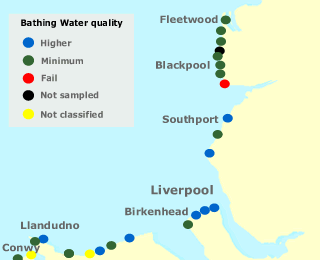 Bathing Water quality
Higher
Minimum
Fail
Not sampled
Not classified
Fleetwood
Blackpool
Southport
Liverpool
Birkenhead
Llandudno
Conwy